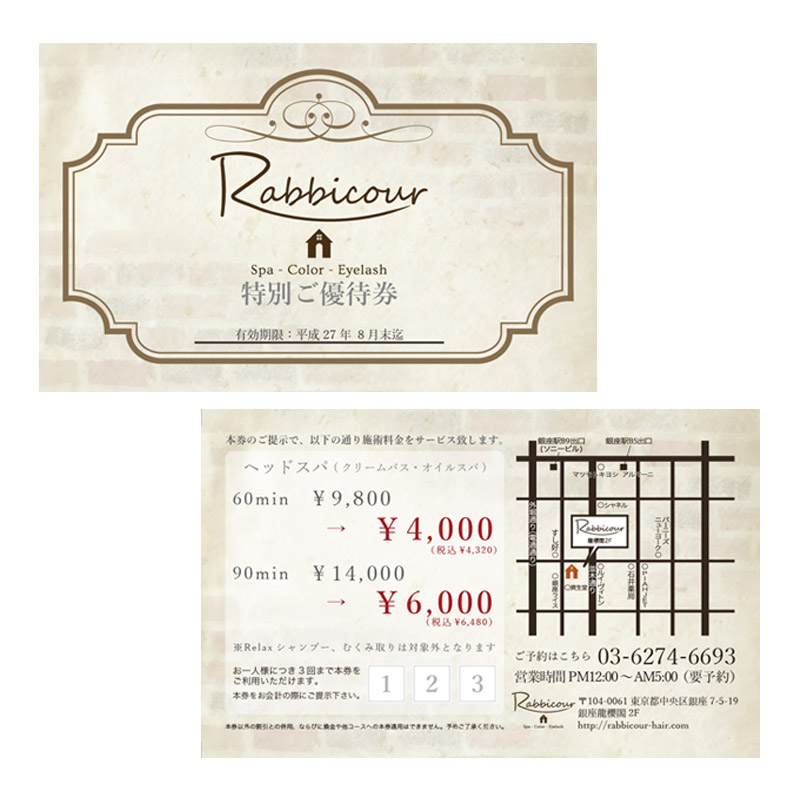 Rabbicour
Spa - Color - Eyelash
特別ご優待券
有効期限：平成 27 年 8 月末迄
本券のご提示で、以下の通り施術料金をサービス致します。
ヘッドスパ（クリームバス・オイルスパ）
60min ￥9,800
→ ￥4,000
（税込 ¥4,320）
90min ￥14,000
→ ￥6,000
（税込 ¥6,480）
※Relax シャンプー、むくみ取りは対象外となります
お一人様につき 3 回まで本券を
ご利用いただけます。
本券をお会計の際にご提示下さい。
1 2 3
本券以外の割引との併用、ならびに換金や他コースへの本券適用はできません。予めご了承ください。
銀座駅B9出口
（ソニービル）
銀座駅B5出口
マツモトキヨシ アルマーニ
外堀通り（電通通り）
シャネル
Rabbicour
龍櫻閣 2F
バーニーズ
ニューヨーク
すし好
並木通り
銀座ライス
資生堂
ルイヴィトン
石井薬局
ご予約はこちら 03-6274-6693
営業時間 PM12:00 ～ AM5:00（要予約）
Rabbicour
Spa - Color - Eyelash
〒104-0061 東京都中央区銀座 7-5-19
銀座龍櫻閣 2F
http://rabbicour-hair.com